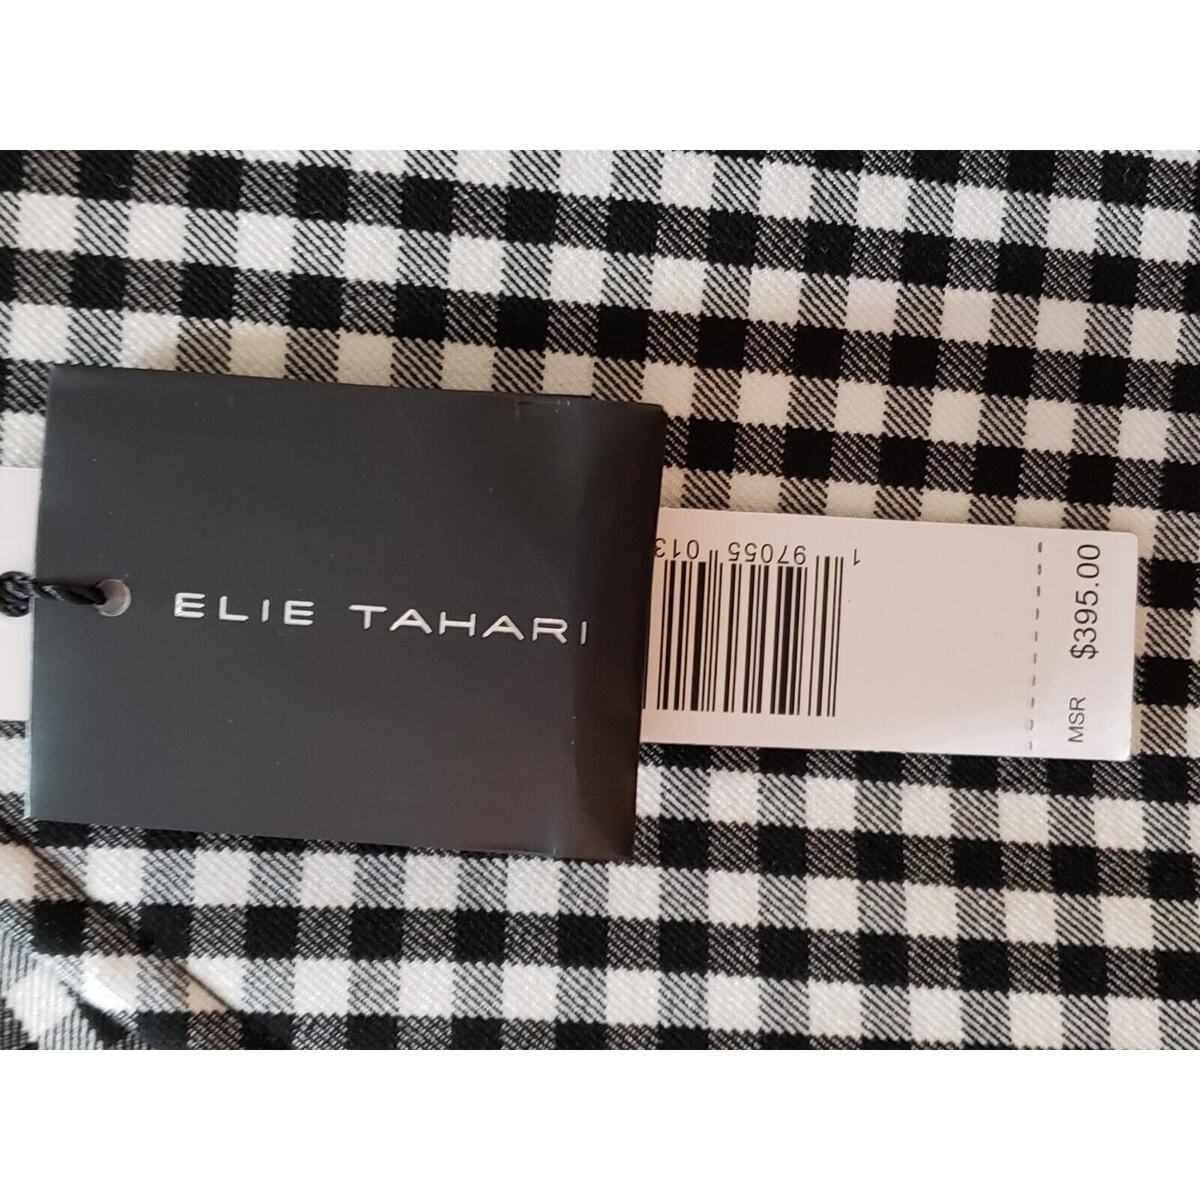 ELIE TAHARI
1 97055 013
MSR $395.00